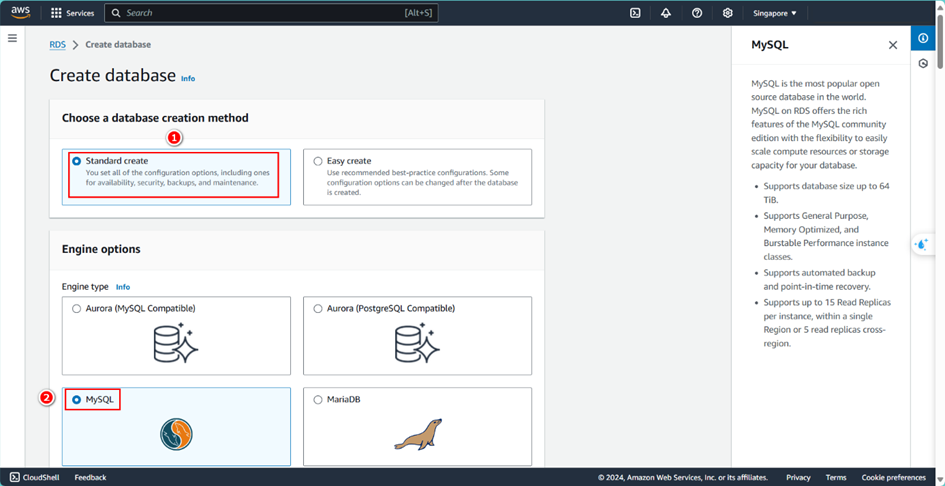 aws
Services
Search
[Alt+S]
Singapore
RDS
Create database
Create database
Info
Choose a database creation method
1
Standard create
You set all of the configuration options, including ones
for availability, security, backups, and maintenance.
Easy create
Use recommended best-practice configurations. Some
configuration options can be changed after the database
is created.
Engine options
Engine type
Info
Aurora (MySQL Compatible)
Aurora (PostgreSQL Compatible)
2
MySQL
MariaDB
MySQL
MySQL is the most popular open
source database in the world.
MySQL on RDS offers the rich
features of the MySQL community
edition with the flexibility to easily
scale compute resources or storage
capacity for your database.
• Supports database size up to 64
TiB.
• Supports General Purpose,
Memory Optimized, and
Burstable Performance instance
classes.
• Supports automated backup
and point-in-time recovery.
• Supports up to 15 Read Replicas
per instance, within a single
Region or 5 read replicas cross-
region.
CloudShell
Feedback
© 2024, Amazon Web Services, Inc. or its affiliates.
Privacy
Terms
Cookie preferences